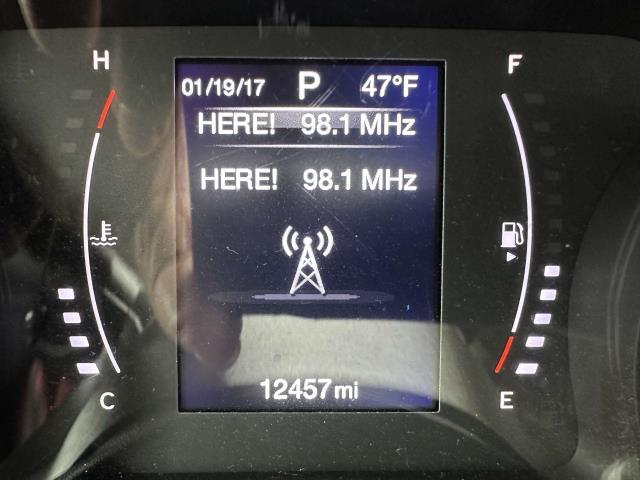 H
F
01/19/17 P 47°F
HERE! 98.1 MHz
HERE! 98.1 MHz
12457 mi
C
E